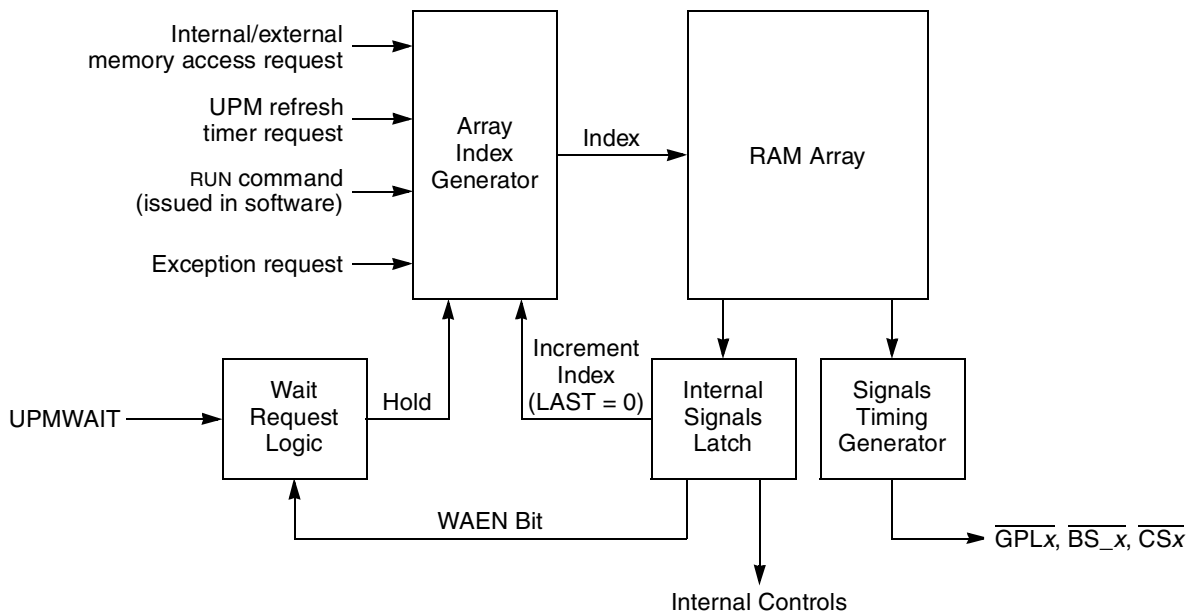 Internal/external
memory access request
UPM refresh
timer request
RUN command
(issued in software)
Exception request
Array
Index
Generator
Index
RAM Array
UPMWAIT
Wait
Request
Logic
Hold
Increment
Index
(LAST = 0)
Internal
Signals
Latch
Signals
Timing
Generator
WAEN Bit
GPLx, BS_x, CSx
Internal Controls